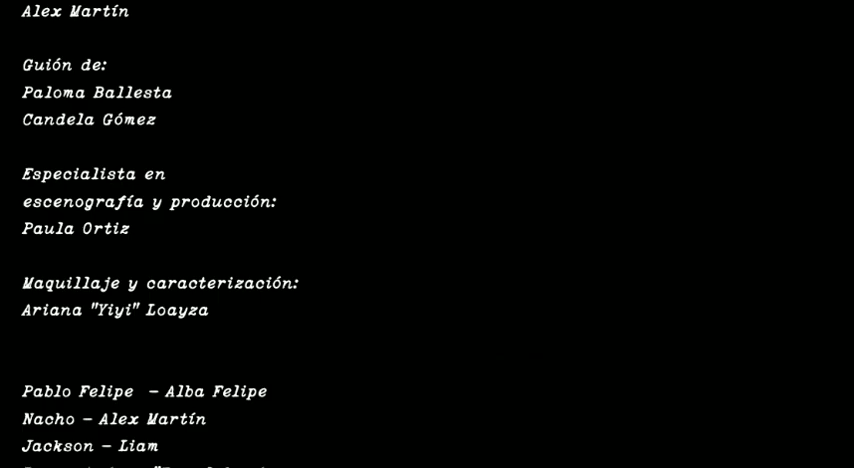 Alex Martín
Guión de:
Paloma Ballesta
Candela Gómez
Especialista en
escenografía y producción:
Paula Ortiz
Maquillaje y caracterización:
Ariana "Yiyi" Loayza
Pablo Felipe - Alba Felipe
Nacho - Alex Martín
Jackson - Liam